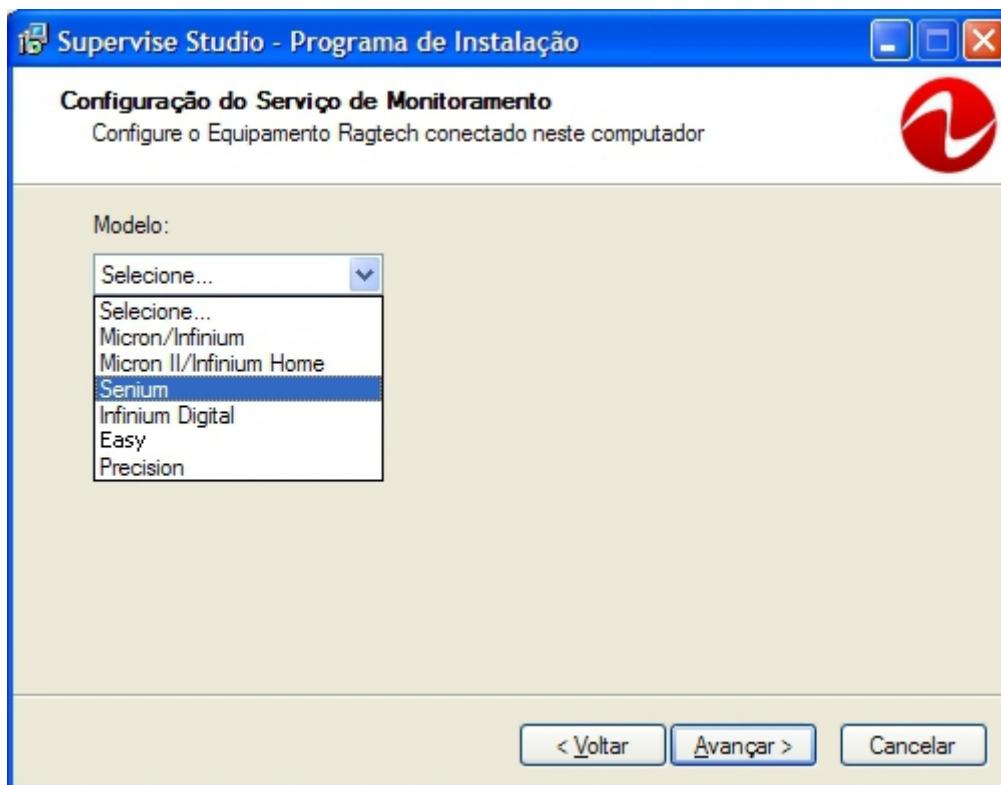 Supervise Studio - Programa de Instalação
Configuração do Serviço de Monitoramento
Configure o Equipamento Ragtech conectado neste computador
Modelo:
Selecione...
Selecione...
Micron/Infinium
Micron II/Infinium Home
Senium
Infinium Digital
Easy
Precision
< Voltar Avançar > Cancelar